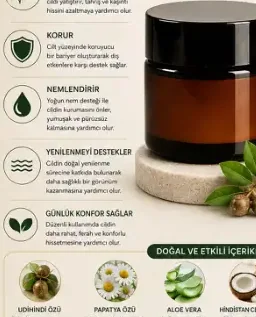 cildi yatıştırır, tahriş ve kaşıntı
hissini azaltmaya yardımcı olur.
KORUR
Cilt yüzeyinde koruyucu
bir bariyer oluşturarak dış
etkenlere karşı destek sağlar.
NEMLENDİRİR
Yoğun nem desteği ile
cildin kurumasını önler,
yumuşak ve pürüzsüz
kalmasına yardımcı olur.
YENİLENMEYİ DESTEKLER
Cildin doğal yenilenme
sürecine katkıda bulunarak
daha sağlıklı bir görünüm
kazanmasına yardımcı olur.
GÜNLÜK KONFOR SAĞLAR
Düzenli kullanımda cildin
daha rahat, ferah ve konforlu
hissetmesine yardımcı olur.
DOĞAL VE ETKİLİ İÇERİK
UDİHİNDİ ÖZÜ
PAPATYA ÖZÜ
ALOE VERA
HİNDİSTAN CE